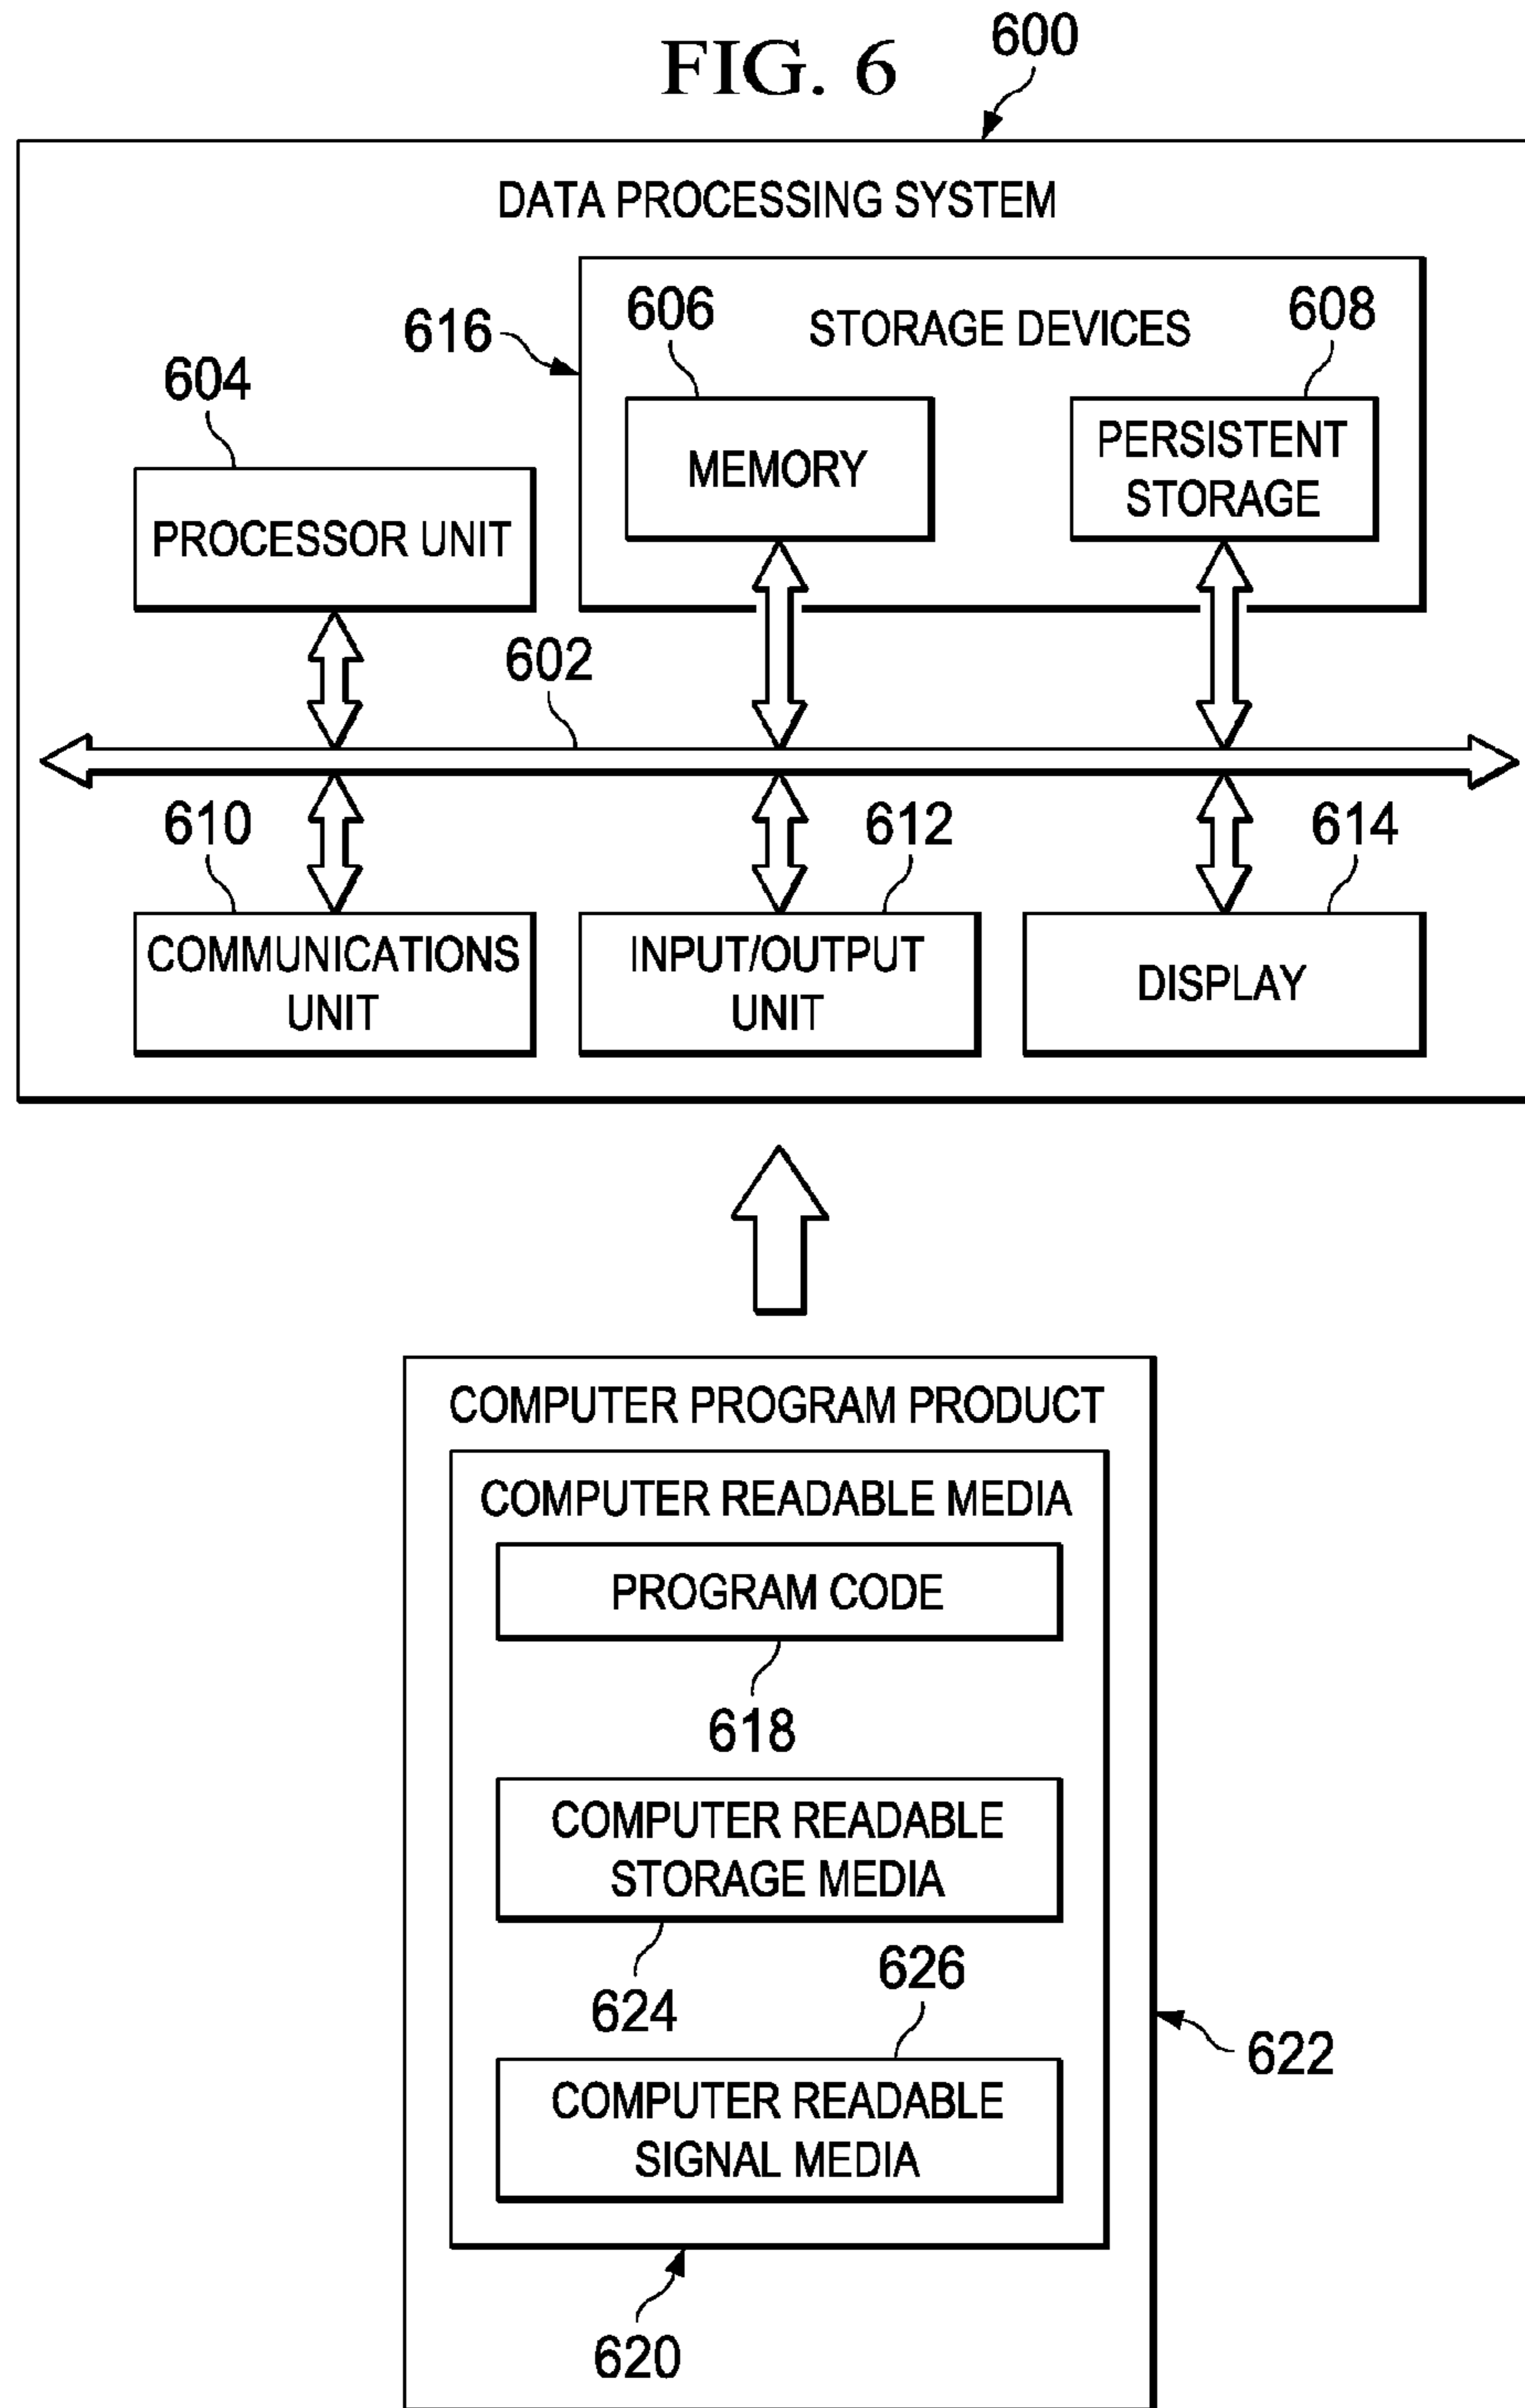 FIG. 6
600
DATA PROCESSING SYSTEM
616
606
STORAGE DEVICES
608
604
MEMORY
PERSISTENT
STORAGE
PROCESSOR UNIT
602
610
612
614
COMMUNICATIONS
UNIT
INPUT/OUTPUT
UNIT
DISPLAY
COMPUTER PROGRAM PRODUCT
COMPUTER READABLE MEDIA
PROGRAM CODE
618
COMPUTER READABLE
STORAGE MEDIA
624
626
622
COMPUTER READABLE
SIGNAL MEDIA
620